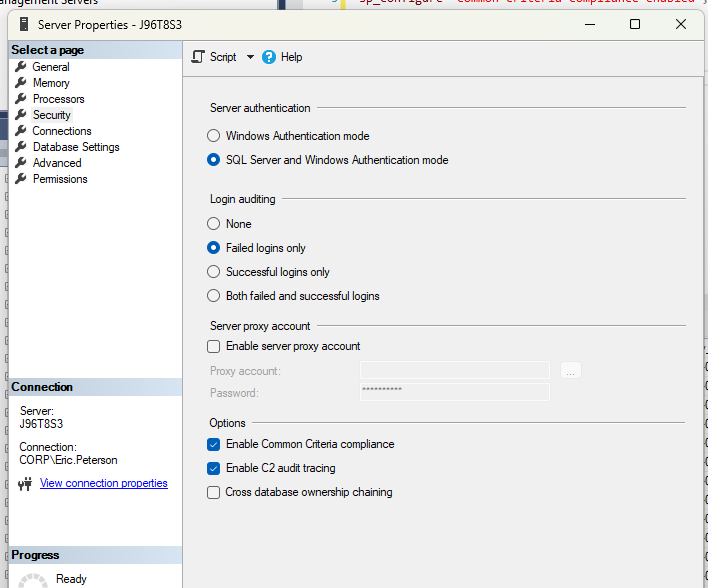 Management Servers
sp_configure 'common criteria compliance enabled'
Server Properties - J96T8S3
Select a page
General
Memory
Processors
Security
Connections
Database Settings
Advanced
Permissions
Connection
Server:
J96T8S3
Connection:
CORP\Eric.Peterson
View connection properties
Progress
Ready
Script
Help
Server authentication
Windows Authentication mode
SQL Server and Windows Authentication mode
Login auditing
None
Failed logins only
Successful logins only
Both failed and successful logins
Server proxy account
Enable server proxy account
Proxy account:
...
Password:
**********
Options
Enable Common Criteria compliance
Enable C2 audit tracing
Cross database ownership chaining